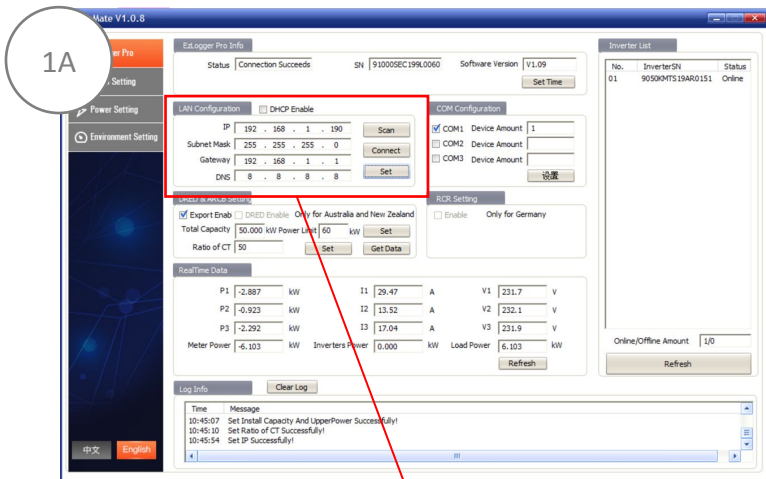 Mate V1.0.8
1A
er Pro
Setting
Power Setting
Environment Setting
中文 English
EzLogger Pro Info
Status Connection Succeeds SN 91000SEC199L0060 Software Version V1.09
Set Time
LAN Configuration DHCP Enable
IP 192 . 168 . 1 . 190 Scan
Subnet Mask 255 . 255 . 255 . 0 Connect
Gateway 192 . 168 . 1 . 1
DNS 8 . 8 . 8 . 8 Set
COM Configuration
COM1 Device Amount 1
COM2 Device Amount
COM3 Device Amount
设置
DRED & ARCB Setting
Export Enab DRED Enable Only for Australia and New Zealand
Total Capacity 50.000 kW Power Limit 60 kW Set
Ratio of CT 50 Set Get Data
RCR Setting
Enable Only for Germany
RealTime Data
P1 -2.887 kW I1 29.47 A V1 231.7 V
P2 -0.923 kW I2 13.52 A V2 232.1 V
P3 -2.292 kW I3 17.04 A V3 231.9 V
Meter Power -6.103 kW Inverters Power 0.000 kW Load Power 6.103 kW
Refresh
Log Info Clear Log
Time Message
10:45:07 Set Install Capacity And UpperPower Successfully!
10:45:10 Set Ratio of CT Successfully!
10:45:54 Set IP Successfully!
Inverter List
No. InverterSN Status
01 9050KMTS19AR0151 Online
Online/Offline Amount 1/0
Refresh